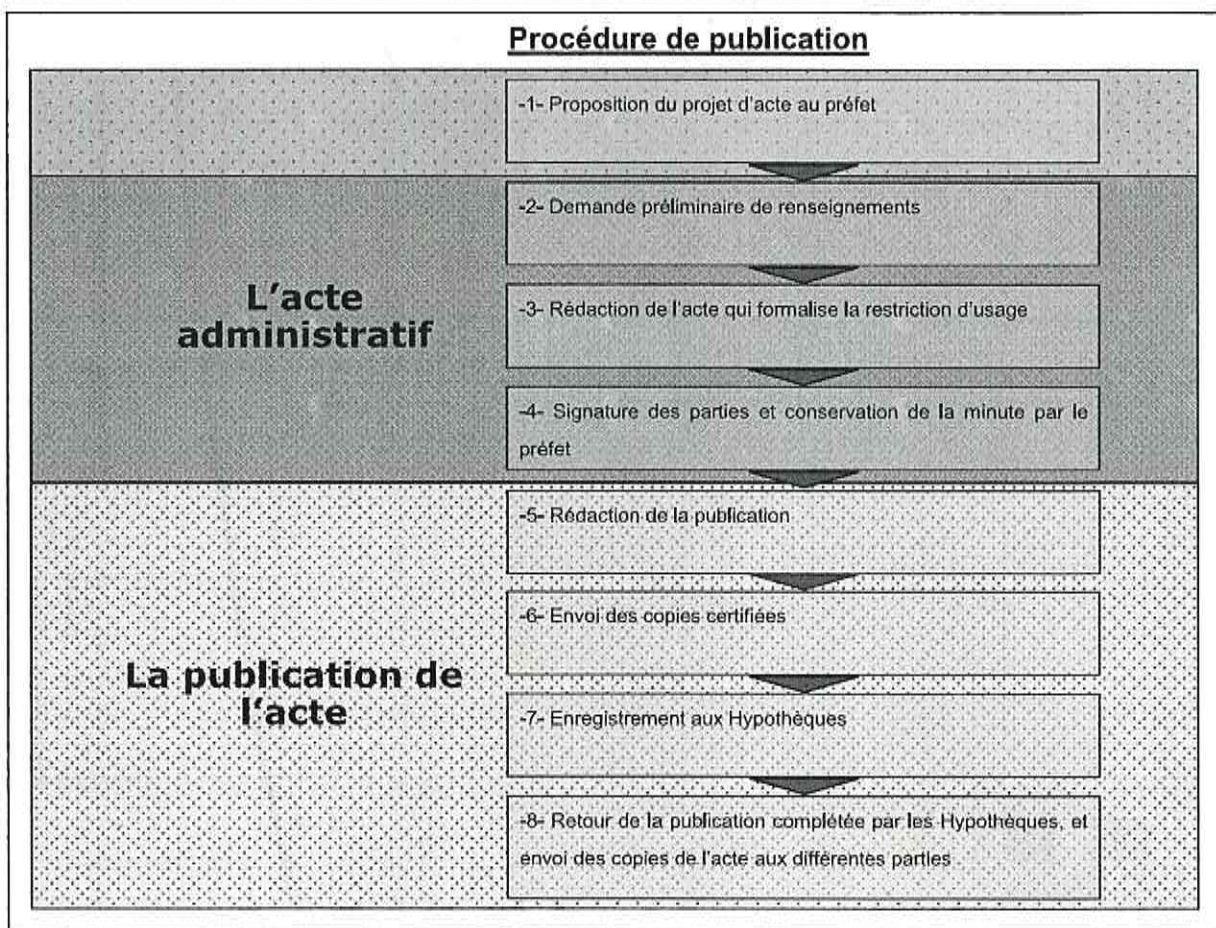 Procédure de publication
-1- Proposition du projet d'acte au préfet
-2- Demande préliminaire de renseignements
L'acte
administratif
-3- Rédaction de l'acte qui formalise la restriction d'usage
-4- Signature des parties et conservation de la minute par le
préfet
-5- Rédaction de la publication
-6- Envoi des copies certifiées
La publication de
l'acte
-7- Enregistrement aux Hypothèques
-8- Retour de la publication complétée par les Hypothèques, et
envoi des copies de l'acte aux différentes parties